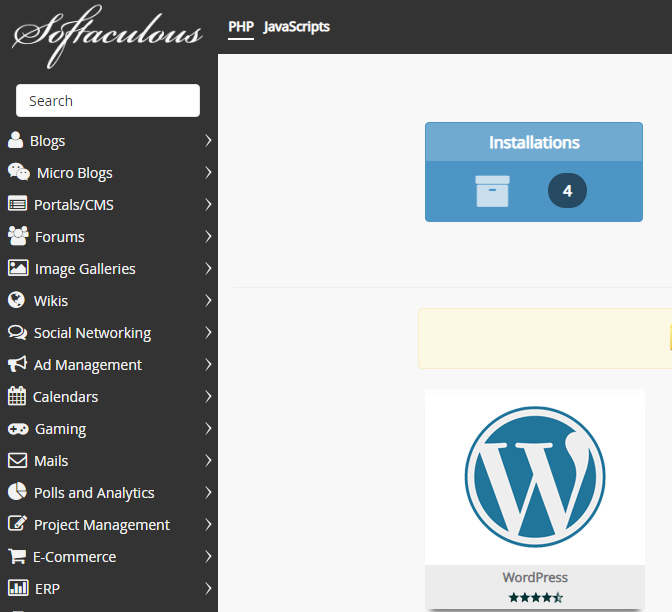 Softaculous
PHP JavaScripts
Search
Blogs
Micro Blogs
Portals/CMS
Forums
Image Galleries
Wikis
Social Networking
Ad Management
Calendars
Gaming
Mails
Polls and Analytics
Project Management
E-Commerce
ERP
Installations
4
WordPress